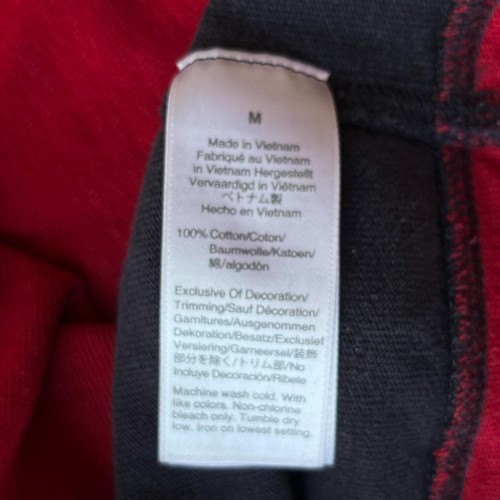 M
Made in Vietnam
Fabriqué au Vietnam
in Vietnam Hergestellt
Vervaardigd in Viêtnam
ベトナム製
Hecho en Vietnam
100% Cotton/Coton/
Baumwolle/Katoen/
綿/algodón
Exclusive Of Decoration/
Trimming/Sauf Décoration/
Garnitures/Ausgenommen
Dekoration/Besatz/Exclusief
Versiering/Garneersel/装飾
部分を除く/トリム部/No
Incluye Decoración/Ribete
Machine wash cold. With
like colors. Non-chlorine
bleach only. Tumble dry
low. Iron on lowest setting.